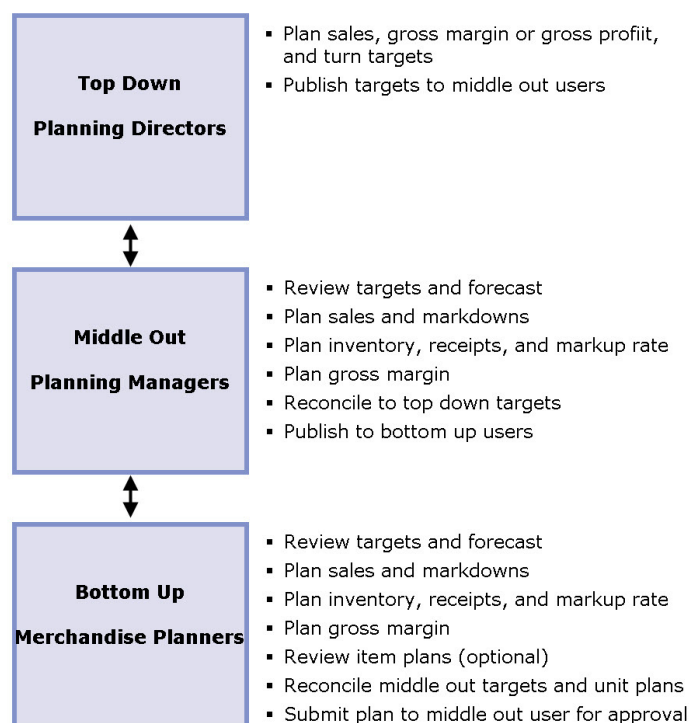 Top Down
Planning Directors
▪ Plan sales, gross margin or gross profiit,
and turn targets
▪ Publish targets to middle out users
Middle Out
Planning Managers
▪ Review targets and forecast
▪ Plan sales and markdowns
▪ Plan inventory, receipts, and markup rate
▪ Plan gross margin
▪ Reconcile to top down targets
▪ Publish to bottom up users
Bottom Up
Merchandise Planners
▪ Review targets and forecast
▪ Plan sales and markdowns
▪ Plan inventory, receipts, and markup rate
▪ Plan gross margin
▪ Review item plans (optional)
▪ Reconcile middle out targets and unit plans
▪ Submit plan to middle out user for approval